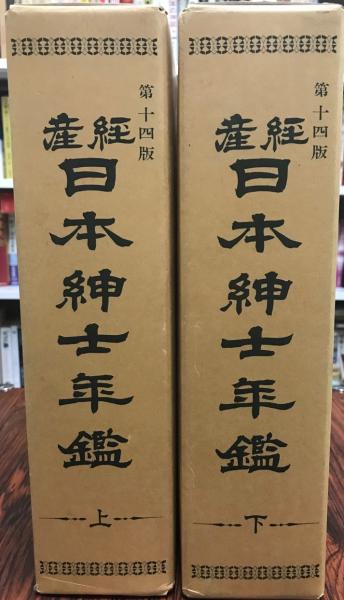 第十四版
産経
日本紳士年鑑
上
第十四版
産経
日本紳士年鑑
下